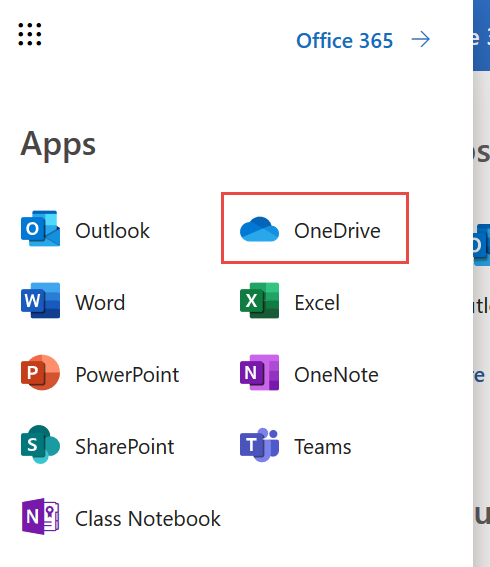 Office 365
Apps
Outlook
OneDrive
Word
Excel
PowerPoint
OneNote
SharePoint
Teams
Class Notebook